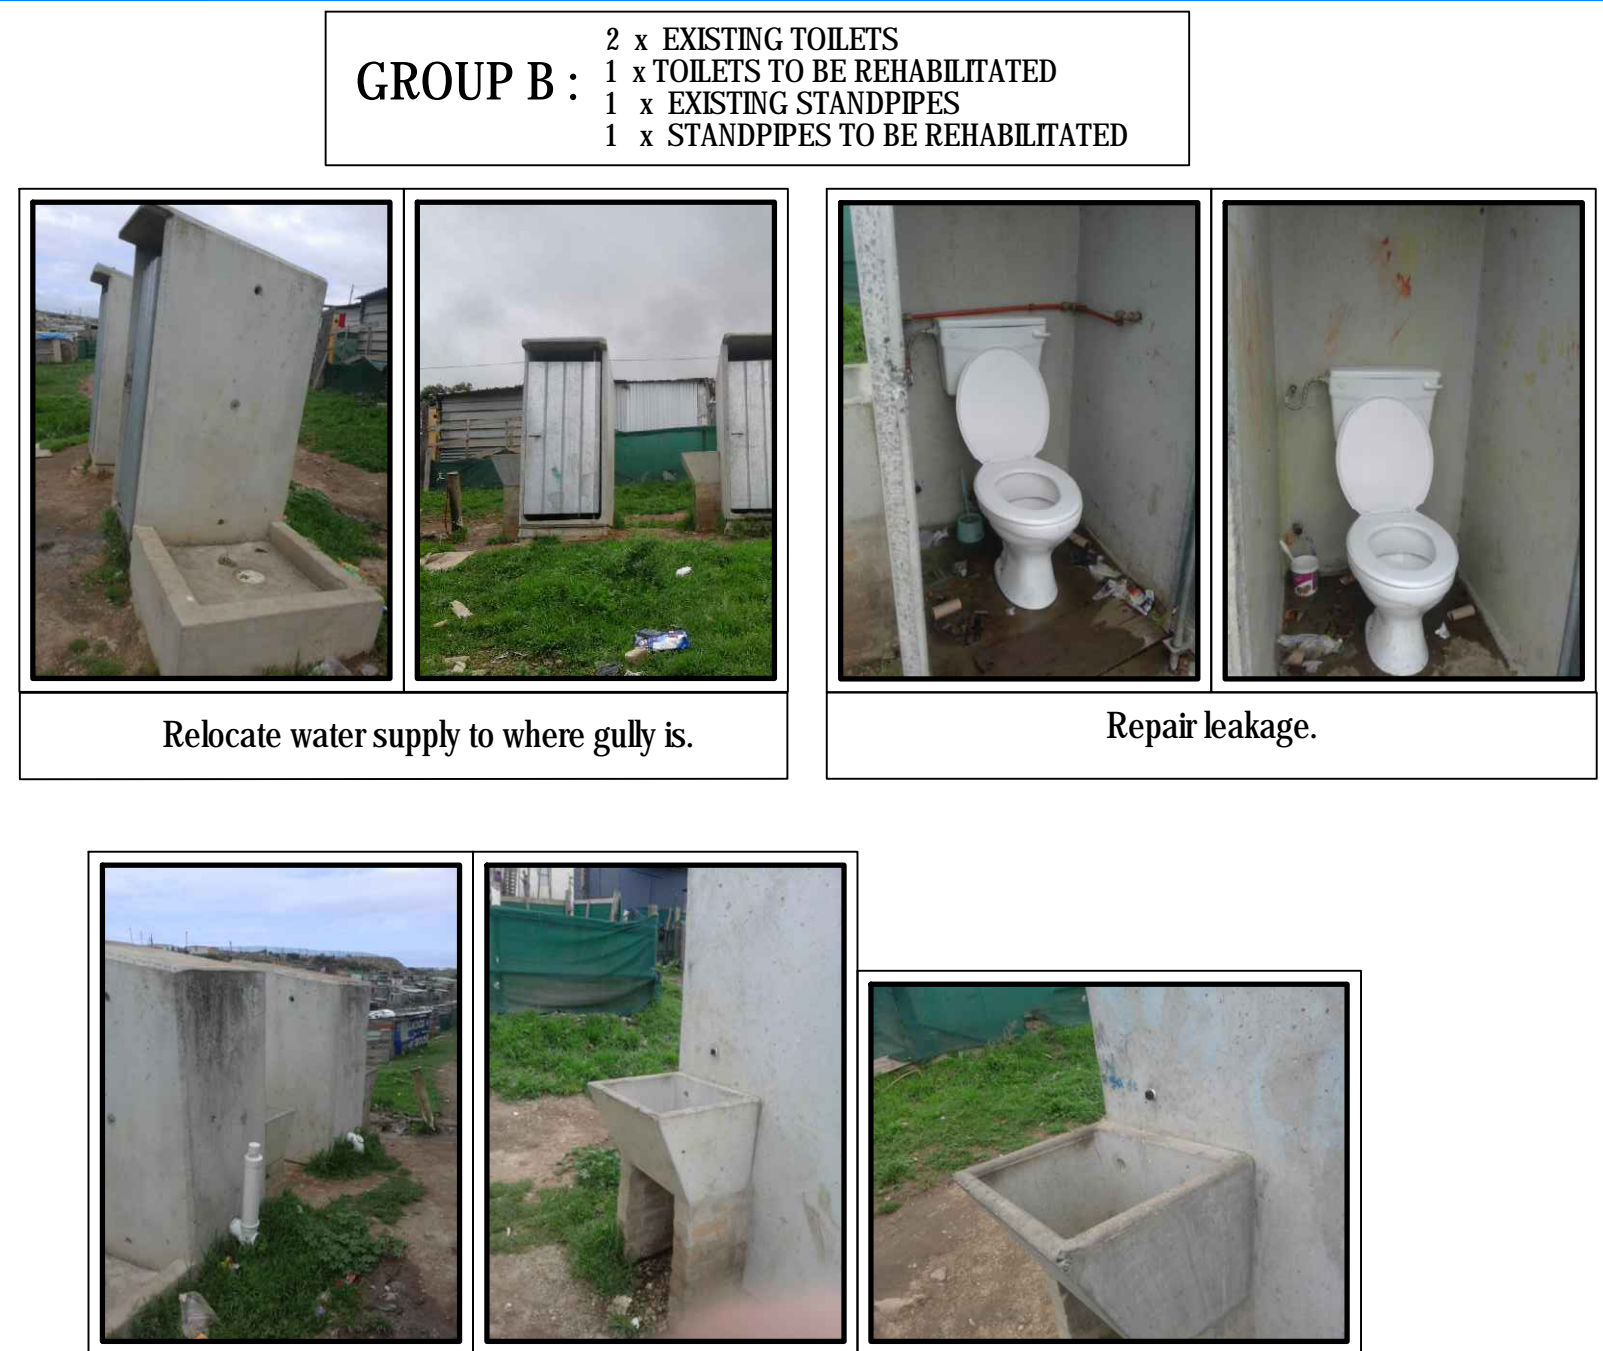 GROUP B :
2 x EXISTING TOILETS
1 x TOILETS TO BE REHABILITATED
1 x EXISTING STANDPIPES
1 x STANDPIPES TO BE REHABILITATED
Relocate water supply to where gully is.
Repair leakage.